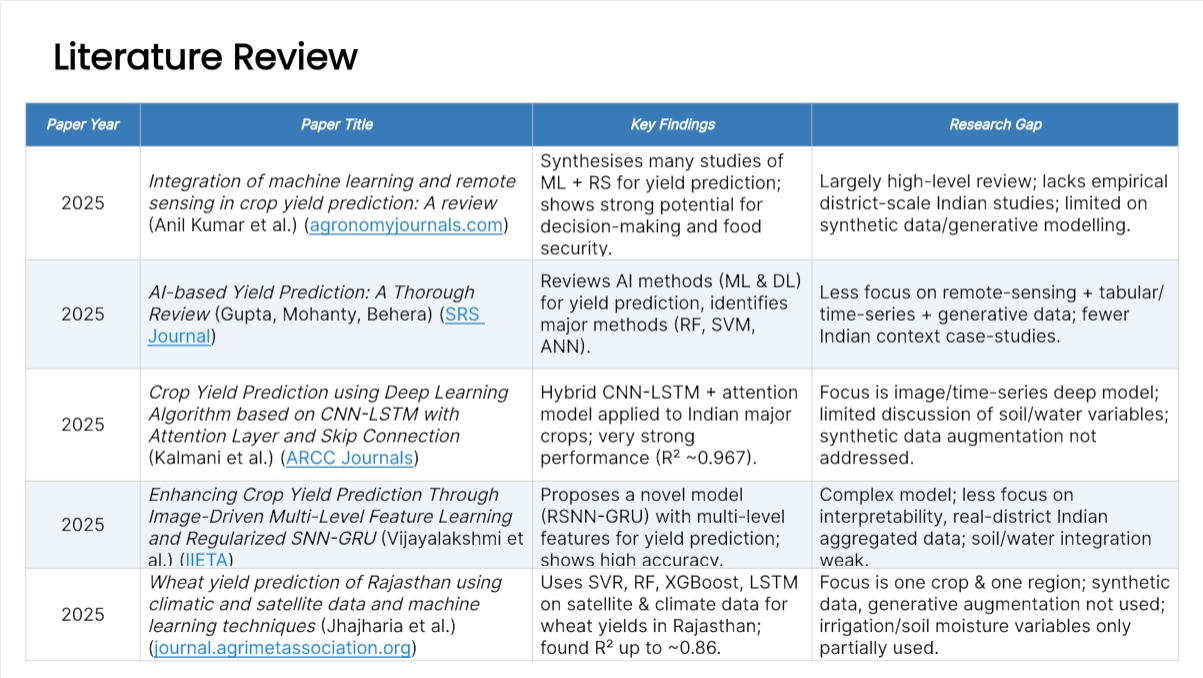 Literature Review
Paper Year
Paper Title
Key Findings
Research Gap
2025
Integration of machine learning and remote
sensing in crop yield prediction: A review
(Anil Kumar et al.) (agronomyjournals.com)
Synthesises many studies of
ML + RS for yield prediction;
shows strong potential for
decision-making and food
security.
Largely high-level review; lacks empirical
district-scale Indian studies; limited on
synthetic data/generative modelling.
2025
AI-based Yield Prediction: A Thorough
Review (Gupta, Mohanty, Behera) (SRS
Journal)
Reviews AI methods (ML & DL)
for yield prediction, identifies
major methods (RF, SVM,
ANN).
Less focus on remote-sensing + tabular/
time-series + generative data; fewer
Indian context case-studies.
2025
Crop Yield Prediction using Deep Learning
Algorithm based on CNN-LSTM with
Attention Layer and Skip Connection
(Kalmani et al.) (ARCC Journals)
Hybrid CNN-LSTM + attention
model applied to Indian major
crops; very strong
performance (R² ~0.967).
Focus is image/time-series deep model;
limited discussion of soil/water variables;
synthetic data augmentation not
addressed.
2025
Enhancing Crop Yield Prediction Through
Image-Driven Multi-Level Feature Learning
and Regularized SNN-GRU (Vijayalakshmi et
al.) (IIETA)
Proposes a novel model
(RSNN-GRU) with multi-level
features for yield prediction;
shows high accuracy.
Complex model; less focus on
interpretability, real-district Indian
aggregated data; soil/water integration
weak.
2025
Wheat yield prediction of Rajasthan using
climatic and satellite data and machine
learning techniques (Jhajharia et al.)
(journal.agrimetassociation.org)
Uses SVR, RF, XGBoost, LSTM
on satellite & climate data for
wheat yields in Rajasthan;
found R² up to ~0.86.
Focus is one crop & one region; synthetic
data, generative augmentation not used;
irrigation/soil moisture variables only
partially used.